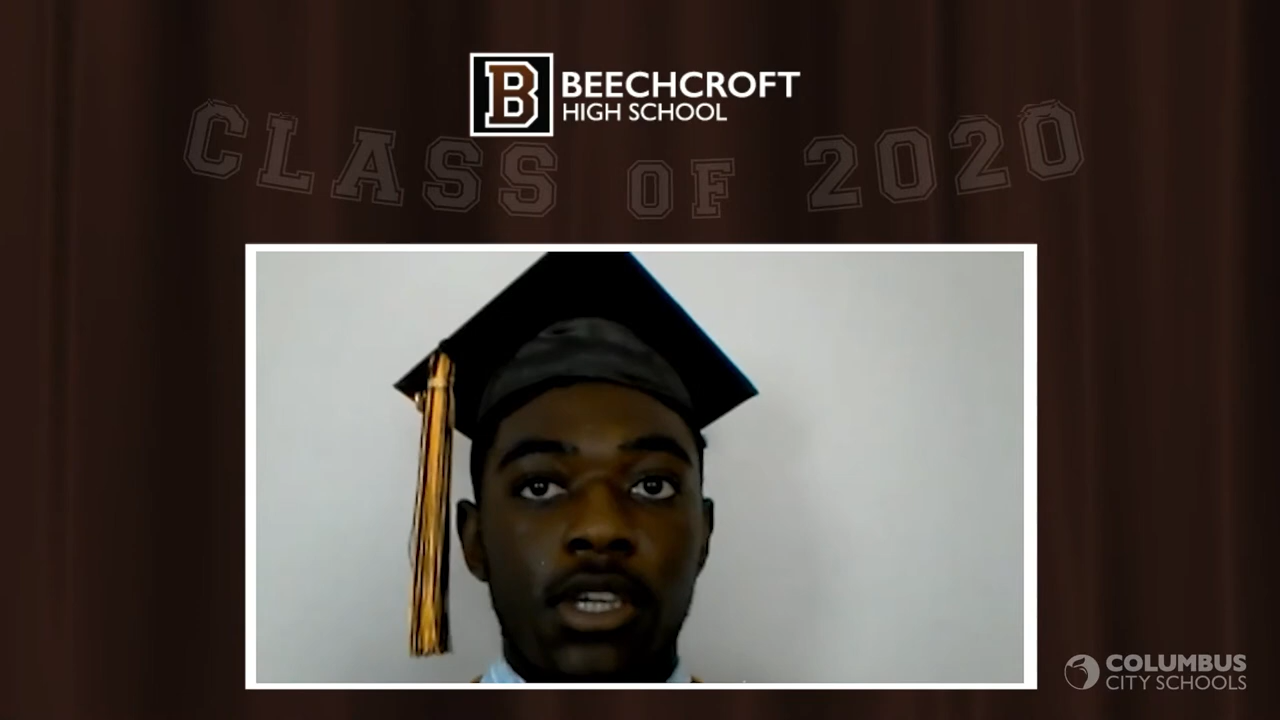 B
BEECHCROFT
HIGH SCHOOL
CLASS OF 2020
COLUMBUS
CITY SCHOOLS